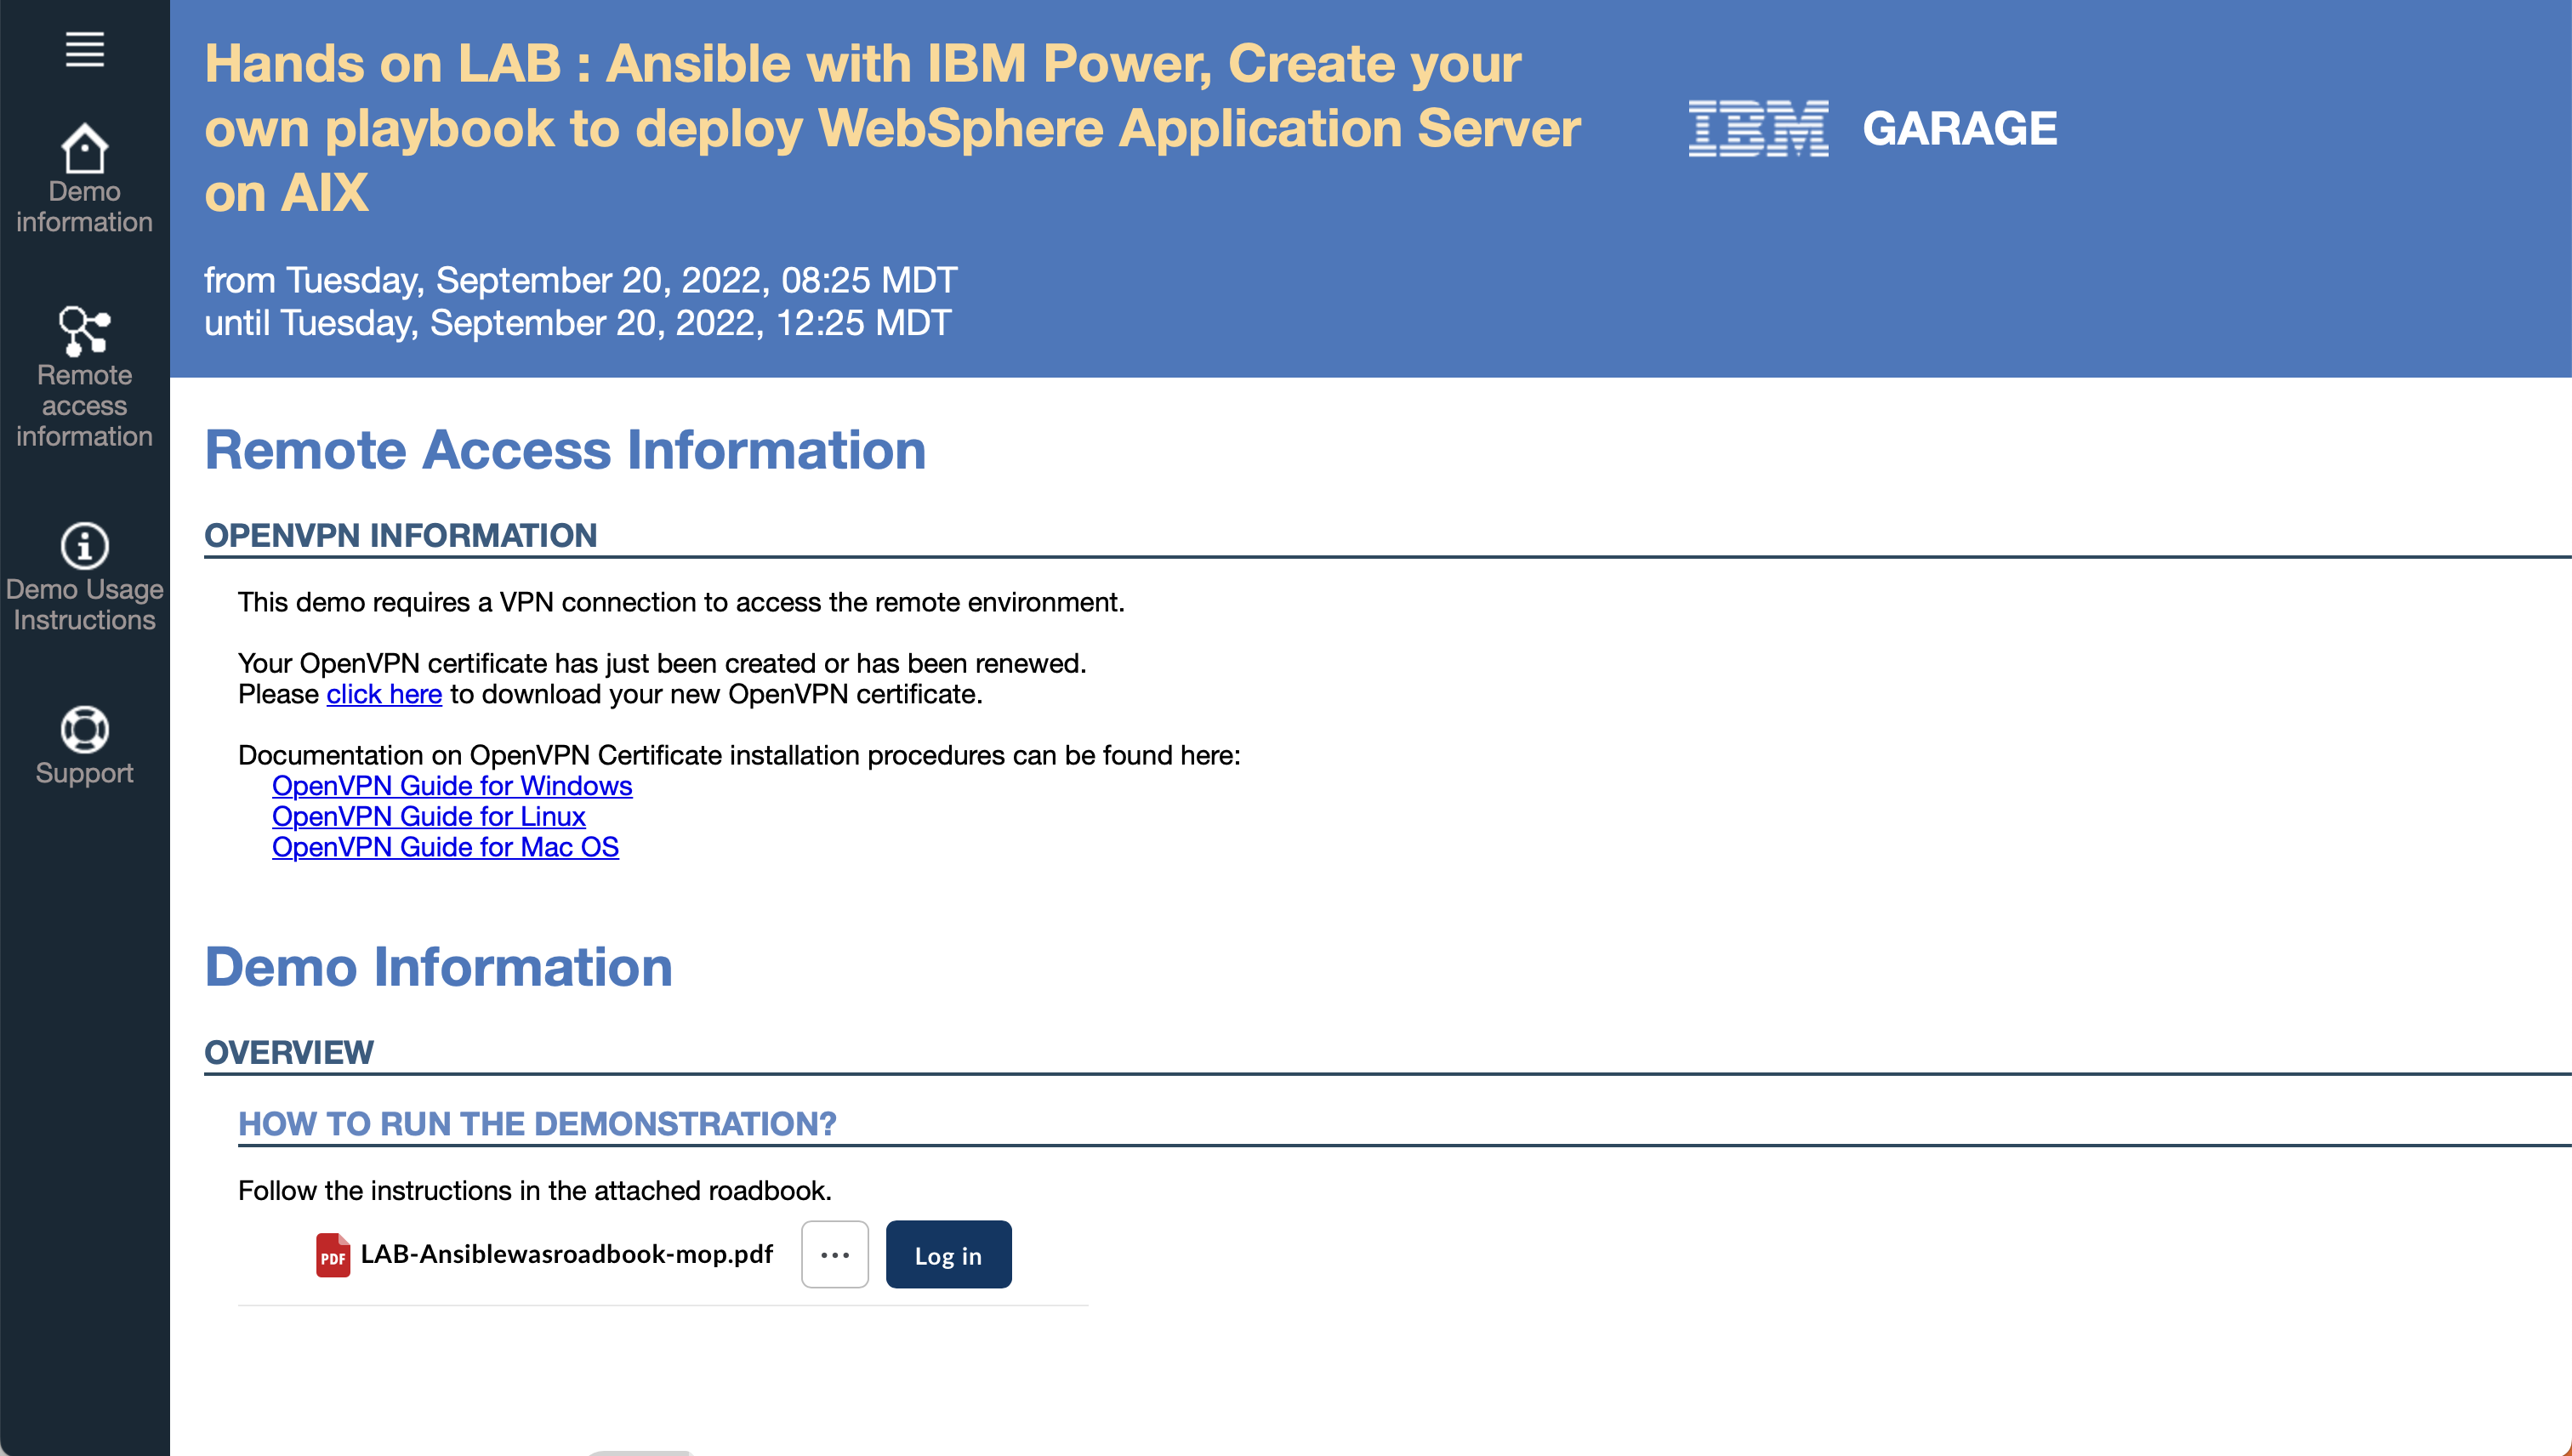 Hands on LAB : Ansible with IBM Power, Create your
own playbook to deploy WebSphere Application Server
on AIX
IBM GARAGE
from Tuesday, September 20, 2022, 08:25 MDT
until Tuesday, September 20, 2022, 12:25 MDT
Demo
information
Remote
access
information
Demo Usage
Instructions
Support
Remote Access Information
OPENVPN INFORMATION
This demo requires a VPN connection to access the remote environment.
Your OpenVPN certificate has just been created or has been renewed.
Please click here to download your new OpenVPN certificate.
Documentation on OpenVPN Certificate installation procedures can be found here:
OpenVPN Guide for Windows
OpenVPN Guide for Linux
OpenVPN Guide for Mac OS
Demo Information
OVERVIEW
HOW TO RUN THE DEMONSTRATION?
Follow the instructions in the attached roadbook.
PDF LAB-Ansiblewasroadbook-mop.pdf ... Log in